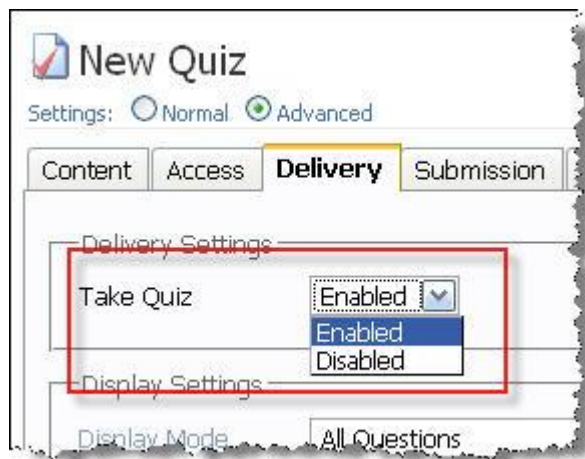 New Quiz
Settings: Normal Advanced
Content Access Delivery Submission
Delivery Settings
Take Quiz Enabled
Enabled
Disabled
Display Settings
Display Mode All Questions